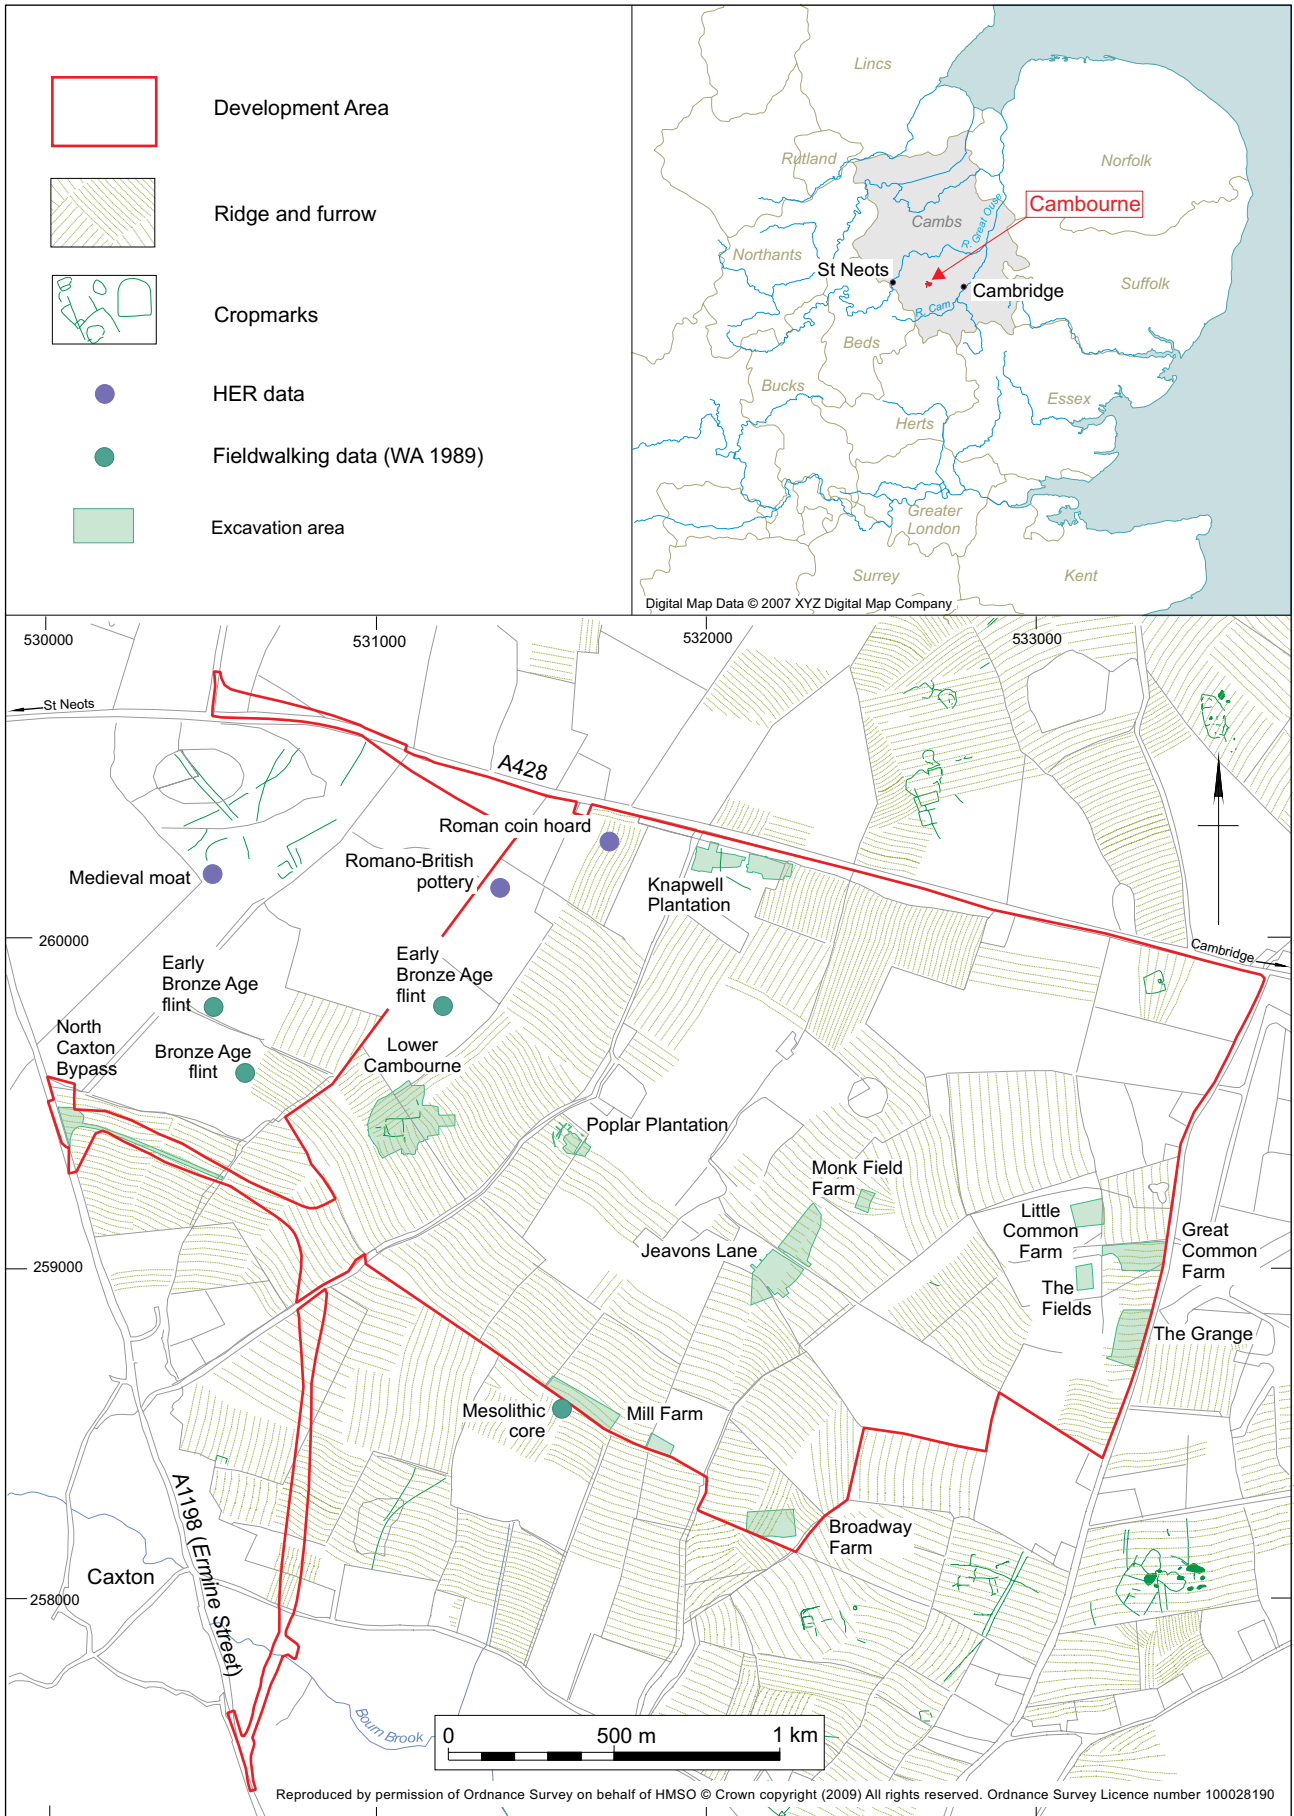 Development Area
Ridge and furrow
Cropmarks
HER data
Fieldwalking data (WA 1989)
Excavation area
Lincs
Rutland
Norfolk
Cambourne
Cambs
R. Great Ouse
Northants
St Neots
Cambridge
Suffolk
R. Cam
Beds
Bucks
Essex
Herts
Greater
London
Surrey
Kent
Digital Map Data © 2007 XYZ Digital Map Company
530000
531000
532000
533000
St Neots
A428
Roman coin hoard
Romano-British
pottery
Medieval moat
Knapwell
Plantation
260000
Cambridge
Early
Bronze Age
flint
Early
Bronze Age
flint
North
Caxton
Bypass
Bronze Age
flint
Lower
Cambourne
Poplar Plantation
Monk Field
Farm
Little
Common
Farm
Great
Common
Farm
Jeavons Lane
259000
The
Fields
The Grange
Mesolithic
core
Mill Farm
A1198 (Ermine Street)
Broadway
Farm
Caxton
258000
Bourn Brook
0
500 m
1 km
Reproduced by permission of Ordnance Survey on behalf of HMSO © Crown copyright (2009) All rights reserved. Ordnance Survey Licence number 100028190